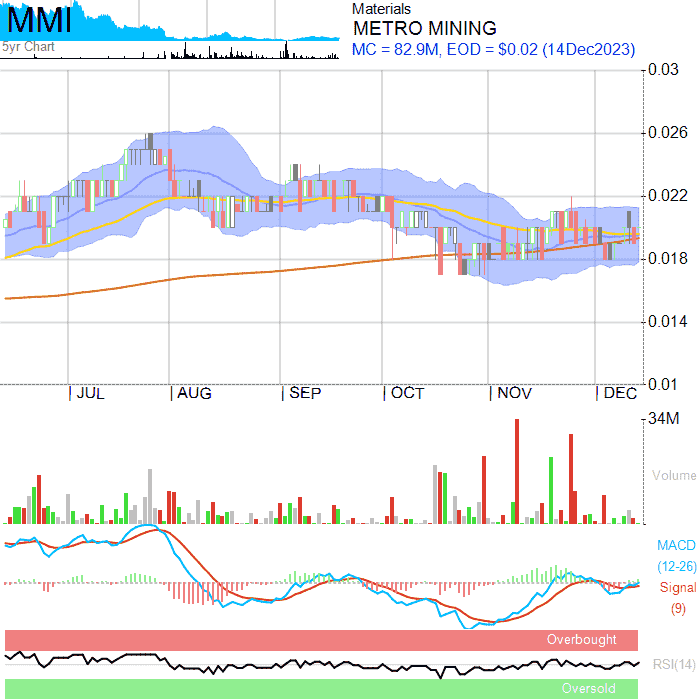 MMI
5yr Chart
Materials
METRO MINING
MC = 82.9M, EOD = $0.02 (14Dec2023)
0.03
0.026
0.022
0.018
0.014
0.01
JUL
AUG
SEP
OCT
NOV
DEC
34M
Volume
MACD
(12-26)
Signal
(9)
Overbought
RSI(14)
Oversold